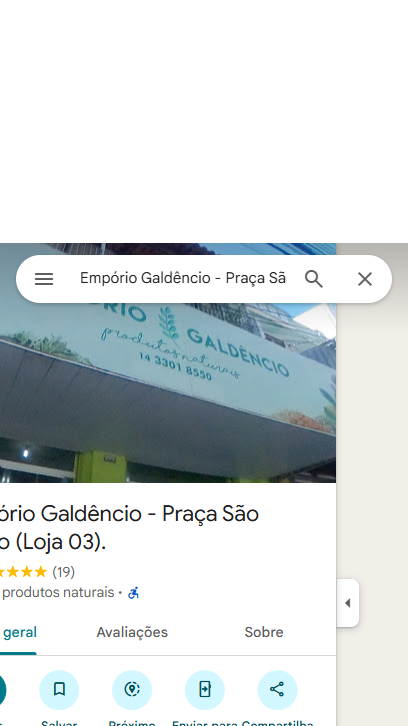 Empório Galdêncio - Praça Sã
RIO
GALDÊNCIO
produtos naturais
14 3301 8550
ório Galdêncio - Praça São
o (Loja 03).
(19)
produtos naturais ·
geral
Avaliações
Sobre
Salvar
Próximo
Enviar para
Compartilha